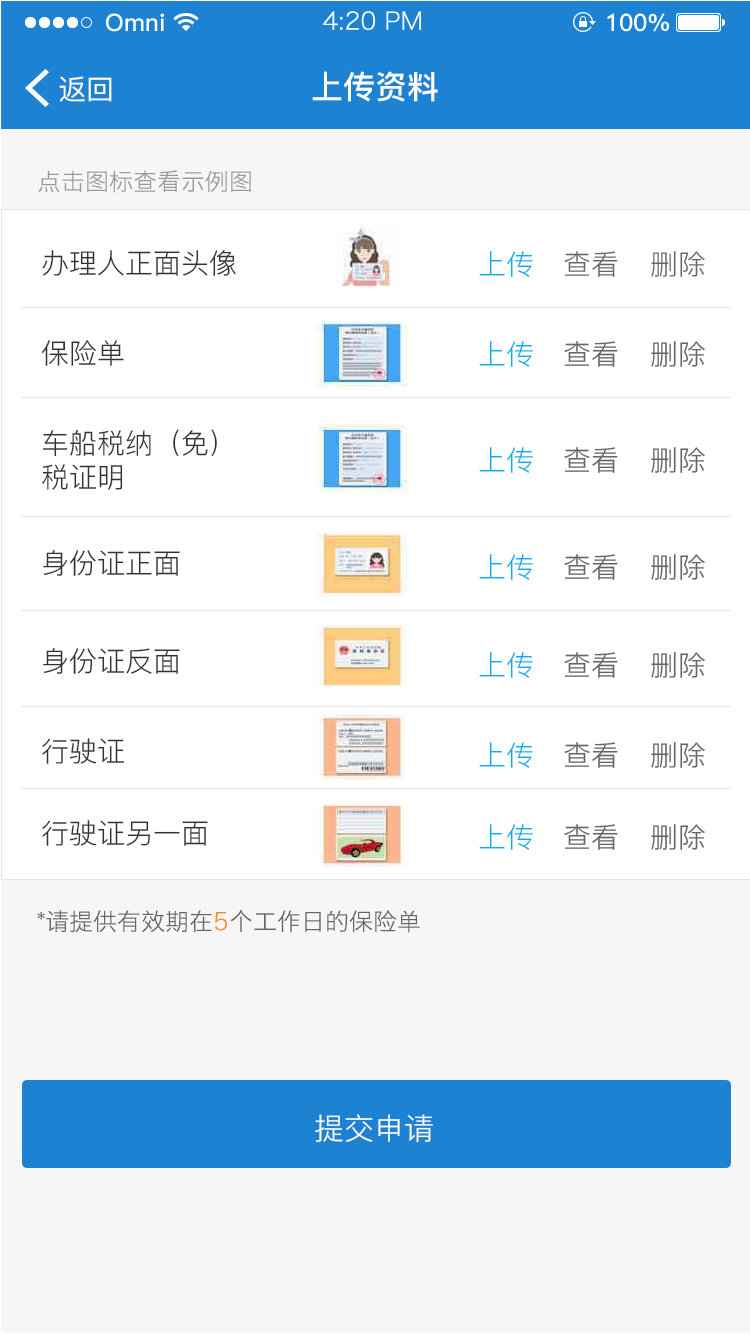 Omni 4:20 PM 100%
返回 上传资料
点击图标查看示例图
办理人正面头像 上传 查看 删除
保险单 上传 查看 删除
车船税纳（免）
税证明 上传 查看 删除
身份证正面 上传 查看 删除
身份证反面 上传 查看 删除
行驶证 上传 查看 删除
行驶证另一面 上传 查看 删除
*请提供有效期在5个工作日的保险单
提交申请